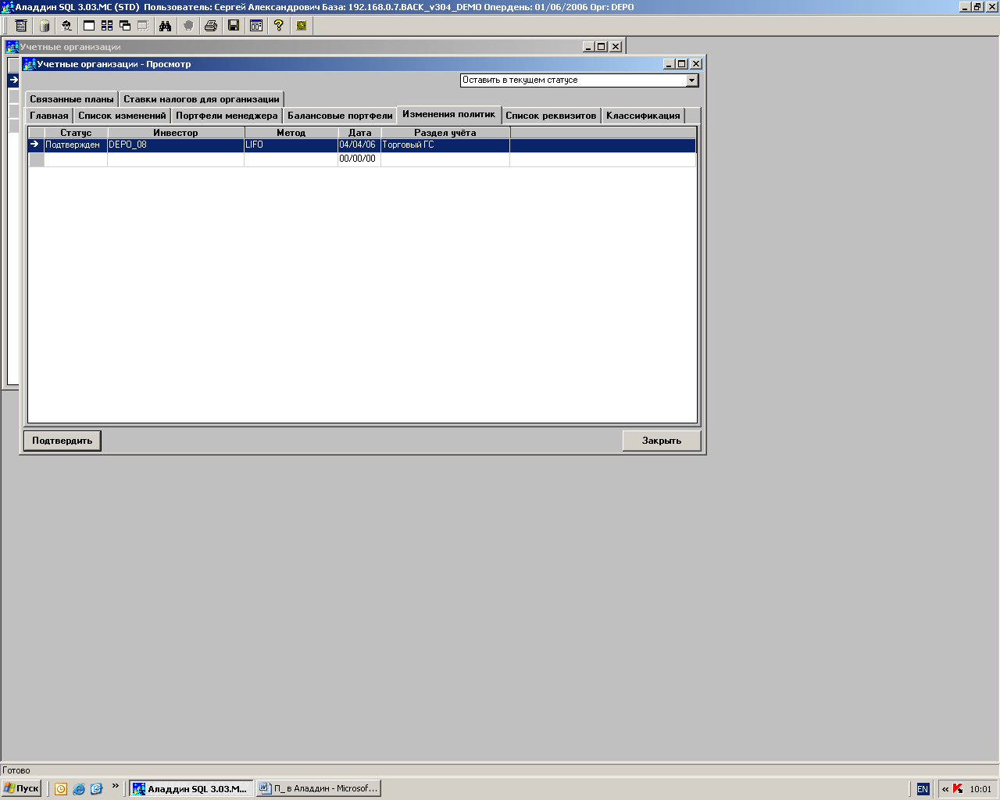 Аладдин SQL 3.03.MC (STD)  Пользователь: Сергей Александрович База: 192.168.0.7.BACK_v304_DEMO Опердень: 01/06/2006 Орг: DEPO
Учетные организации
Учетные организации - Просмотр
Оставить в текущем статусе
Связанные планы Ставки налогов для организации
Главная Список изменений Портфели менеджера Балансовые портфели Изменения политик Список реквизитов Классификация
Статус Инвестор Метод Дата Раздел учёта
Подтвержден DEPO_08 LIFO 04/04/06 Торговый ГС
00/00/00
Подтвердить Закрыть
Готово
Пуск » Аладдин SQL 3.03.М... П_ в Аладдин - Microsof... EN « 10:01